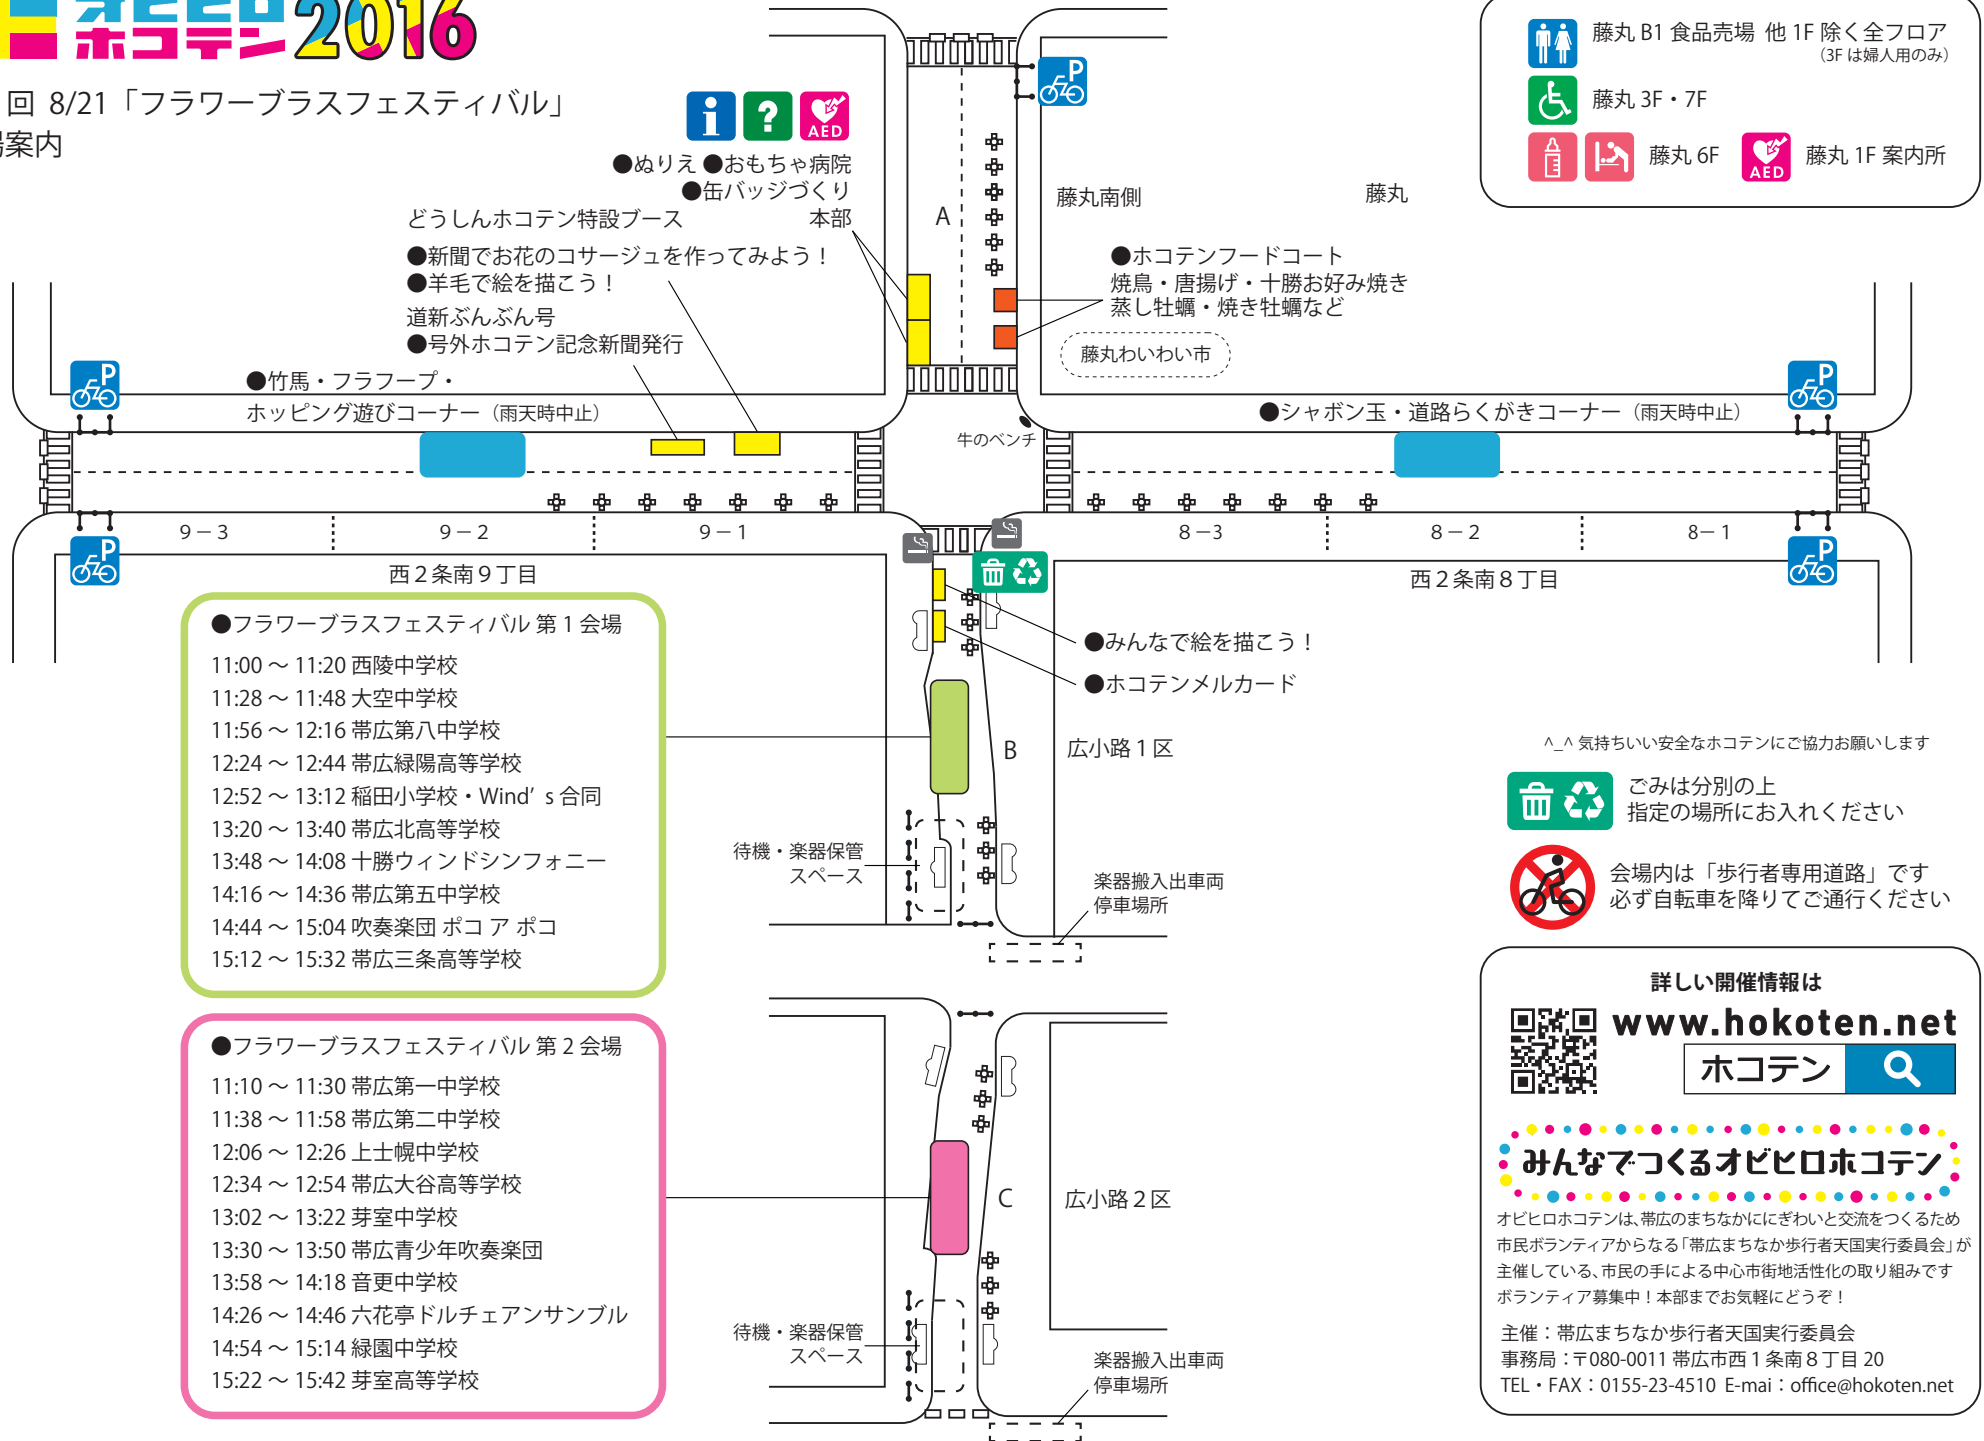 オビヒロ
ホコテン2016
回 8/21「フラワーブラスフェスティバル」
場案内
i ? AED
●ぬりえ ●おもちゃ病院
●缶バッジづくり
本部
どうしんホコテン特設ブース
●新聞でお花のコサージュを作ってみよう！
●羊毛で絵を描こう！
道新ぶんぶん号
●号外ホコテン記念新聞発行
●竹馬・フラフープ・
ホッピング遊びコーナー（雨天時中止）
P
P
P
P
P
A
藤丸南側
藤丸
●ホコテンフードコート
焼鳥・唐揚げ・十勝お好み焼き
蒸し牡蠣・焼き牡蠣など
藤丸わいわい市
●シャボン玉・道路らくがきコーナー（雨天時中止）
牛のベンチ
藤丸 B1 食品売場 他 1F 除く全フロア
（3F は婦人用のみ）
藤丸 3F・7F
藤丸 6F
AED
藤丸 1F 案内所
9－3
9－2
9－1
8－3
8－2
8－1
西２条南９丁目
西２条南８丁目
●フラワーブラスフェスティバル 第 1 会場
11:00 ～ 11:20 西陵中学校
11:28 ～ 11:48 大空中学校
11:56 ～ 12:16 帯広第八中学校
12:24 ～ 12:44 帯広緑陽高等学校
12:52 ～ 13:12 稲田小学校・Wind’s 合同
13:20 ～ 13:40 帯広北高等学校
13:48 ～ 14:08 十勝ウィンドシンフォニー
14:16 ～ 14:36 帯広第五中学校
14:44 ～ 15:04 吹奏楽団 ポコ ア ポコ
15:12 ～ 15:32 帯広三条高等学校
●みんなで絵を描こう！
●ホコテンメルカード
B
広小路 1 区
待機・楽器保管
スペース
楽器搬入出車両
停車場所
●フラワーブラスフェスティバル 第 2 会場
11:10 ～ 11:30 帯広第一中学校
11:38 ～ 11:58 帯広第二中学校
12:06 ～ 12:26 上士幌中学校
12:34 ～ 12:54 帯広大谷高等学校
13:02 ～ 13:22 芽室中学校
13:30 ～ 13:50 帯広青少年吹奏楽団
13:58 ～ 14:18 音更中学校
14:26 ～ 14:46 六花亭ドルチェアンサンブル
14:54 ～ 15:14 緑園中学校
15:22 ～ 15:42 芽室高等学校
C
広小路 2 区
待機・楽器保管
スペース
楽器搬入出車両
停車場所
^_^ 気持ちいい安全なホコテンにご協力お願いします
ごみは分別の上
指定の場所にお入れください
会場内は「歩行者専用道路」です
必ず自転車を降りてご通行ください
詳しい開催情報は
www.hokoten.net
ホコテン
みんなでつくるオビヒロホコテン
オビヒロホコテンは、帯広のまちなかににぎわいと交流をつくるため
市民ボランティアからなる「帯広まちなか歩行者天国実行委員会」が
主催している、市民の手による中心市街地活性化の取り組みです
ボランティア募集中！本部までお気軽にどうぞ！
主催：帯広まちなか歩行者天国実行委員会
事務局：〒080-0011 帯広市西 1 条南 8 丁目 20
TEL・FAX：0155-23-4510 E-mai：office@hokoten.net